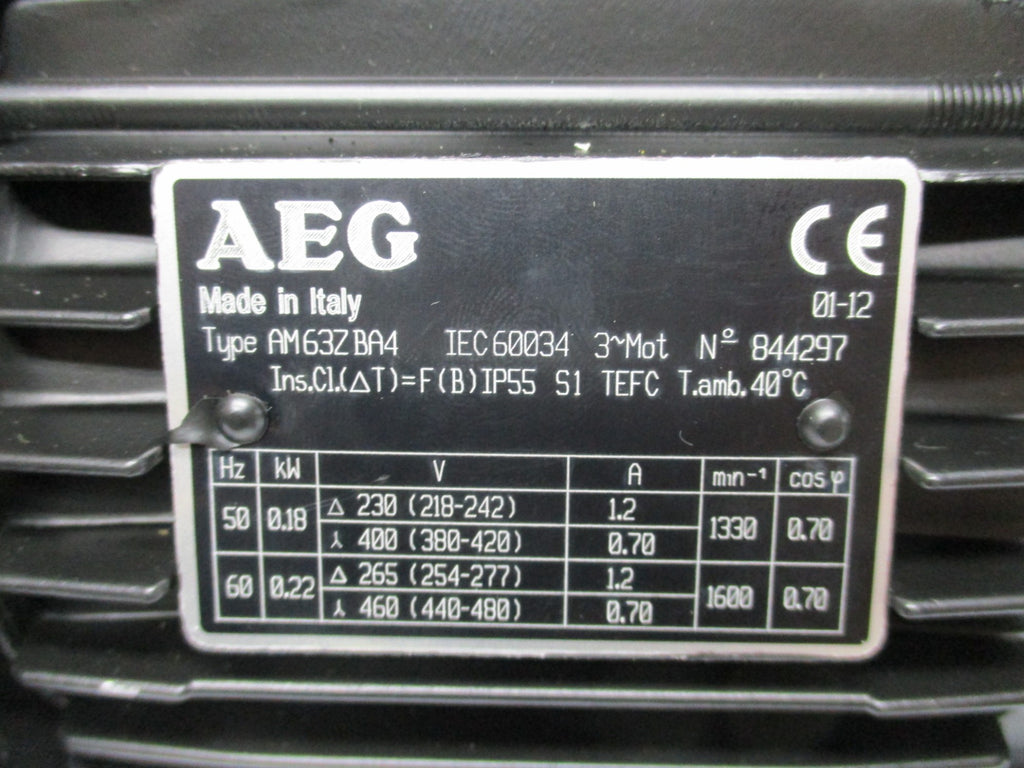 AEG CE
Made in Italy 01-12
Type AM63Z BA4 IEC 60034 3~Mot Nº 844297
Ins.Cl.(ΔT)=F(B)IP55 S1 TEFC T.amb.40°C
Hz kW V A min⁻¹ cos φ
50 0.18 Δ 230 (218-242) 1.2 1330 0.70
⅄ 400 (380-420) 0.70
60 0.22 Δ 265 (254-277) 1.2 1600 0.70
⅄ 460 (440-480) 0.70